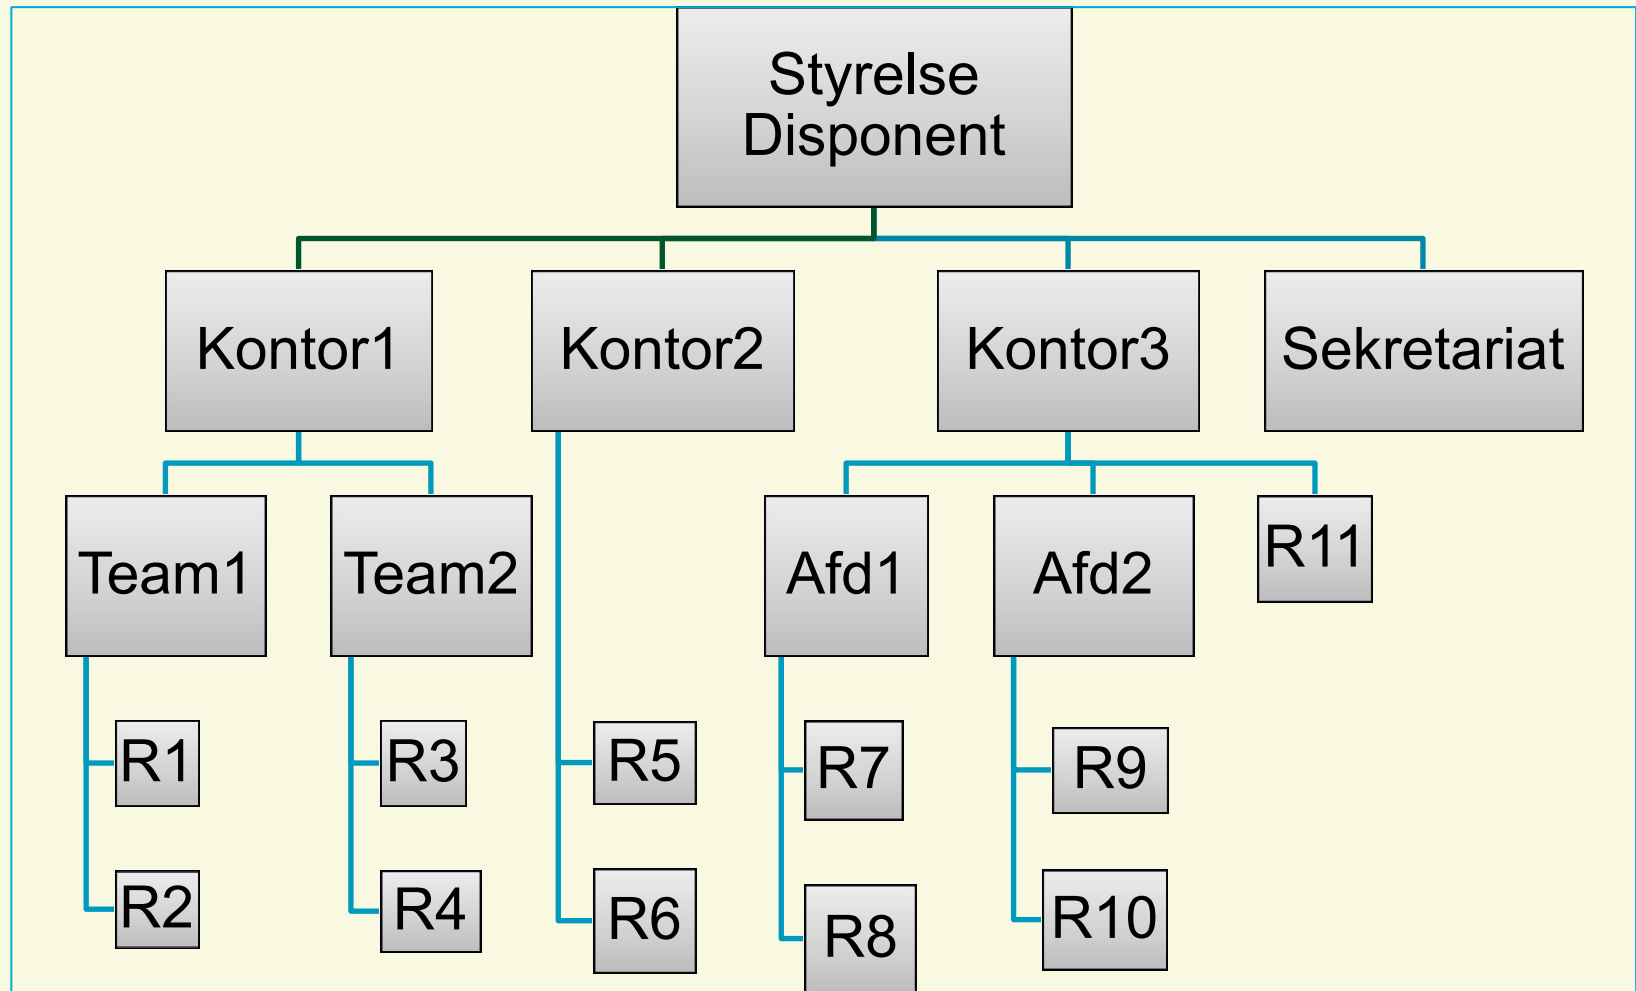 Styrelse
Disponent
Kontor1
Kontor2
Kontor3
Sekretariat
Team1
Team2
Afd1
Afd2
R11
R1
R3
R5
R7
R9
R2
R4
R6
R8
R10